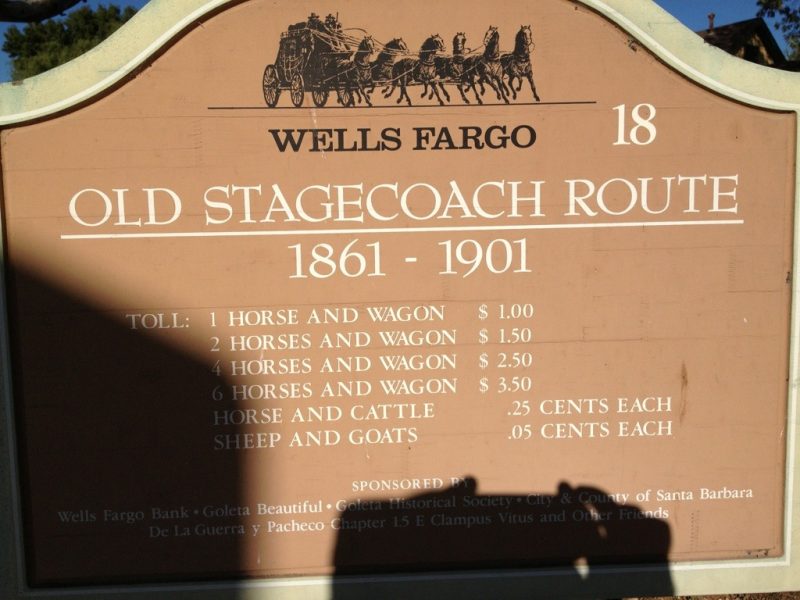 WELLS FARGO 18
OLD STAGECOACH ROUTE
1861 - 1901
TOLL: 1 HORSE AND WAGON $ 1.00
2 HORSES AND WAGON $ 1.50
4 HORSES AND WAGON $ 2.50
6 HORSES AND WAGON $ 3.50
HORSE AND CATTLE .25 CENTS EACH
SHEEP AND GOATS .05 CENTS EACH
SPONSORED BY
Wells Fargo Bank • Goleta Beautiful • Goleta Historical Society • City & County of Santa Barbara
De La Guerra y Pacheco Chapter 1.5 E Clampus Vitus and Other Friends